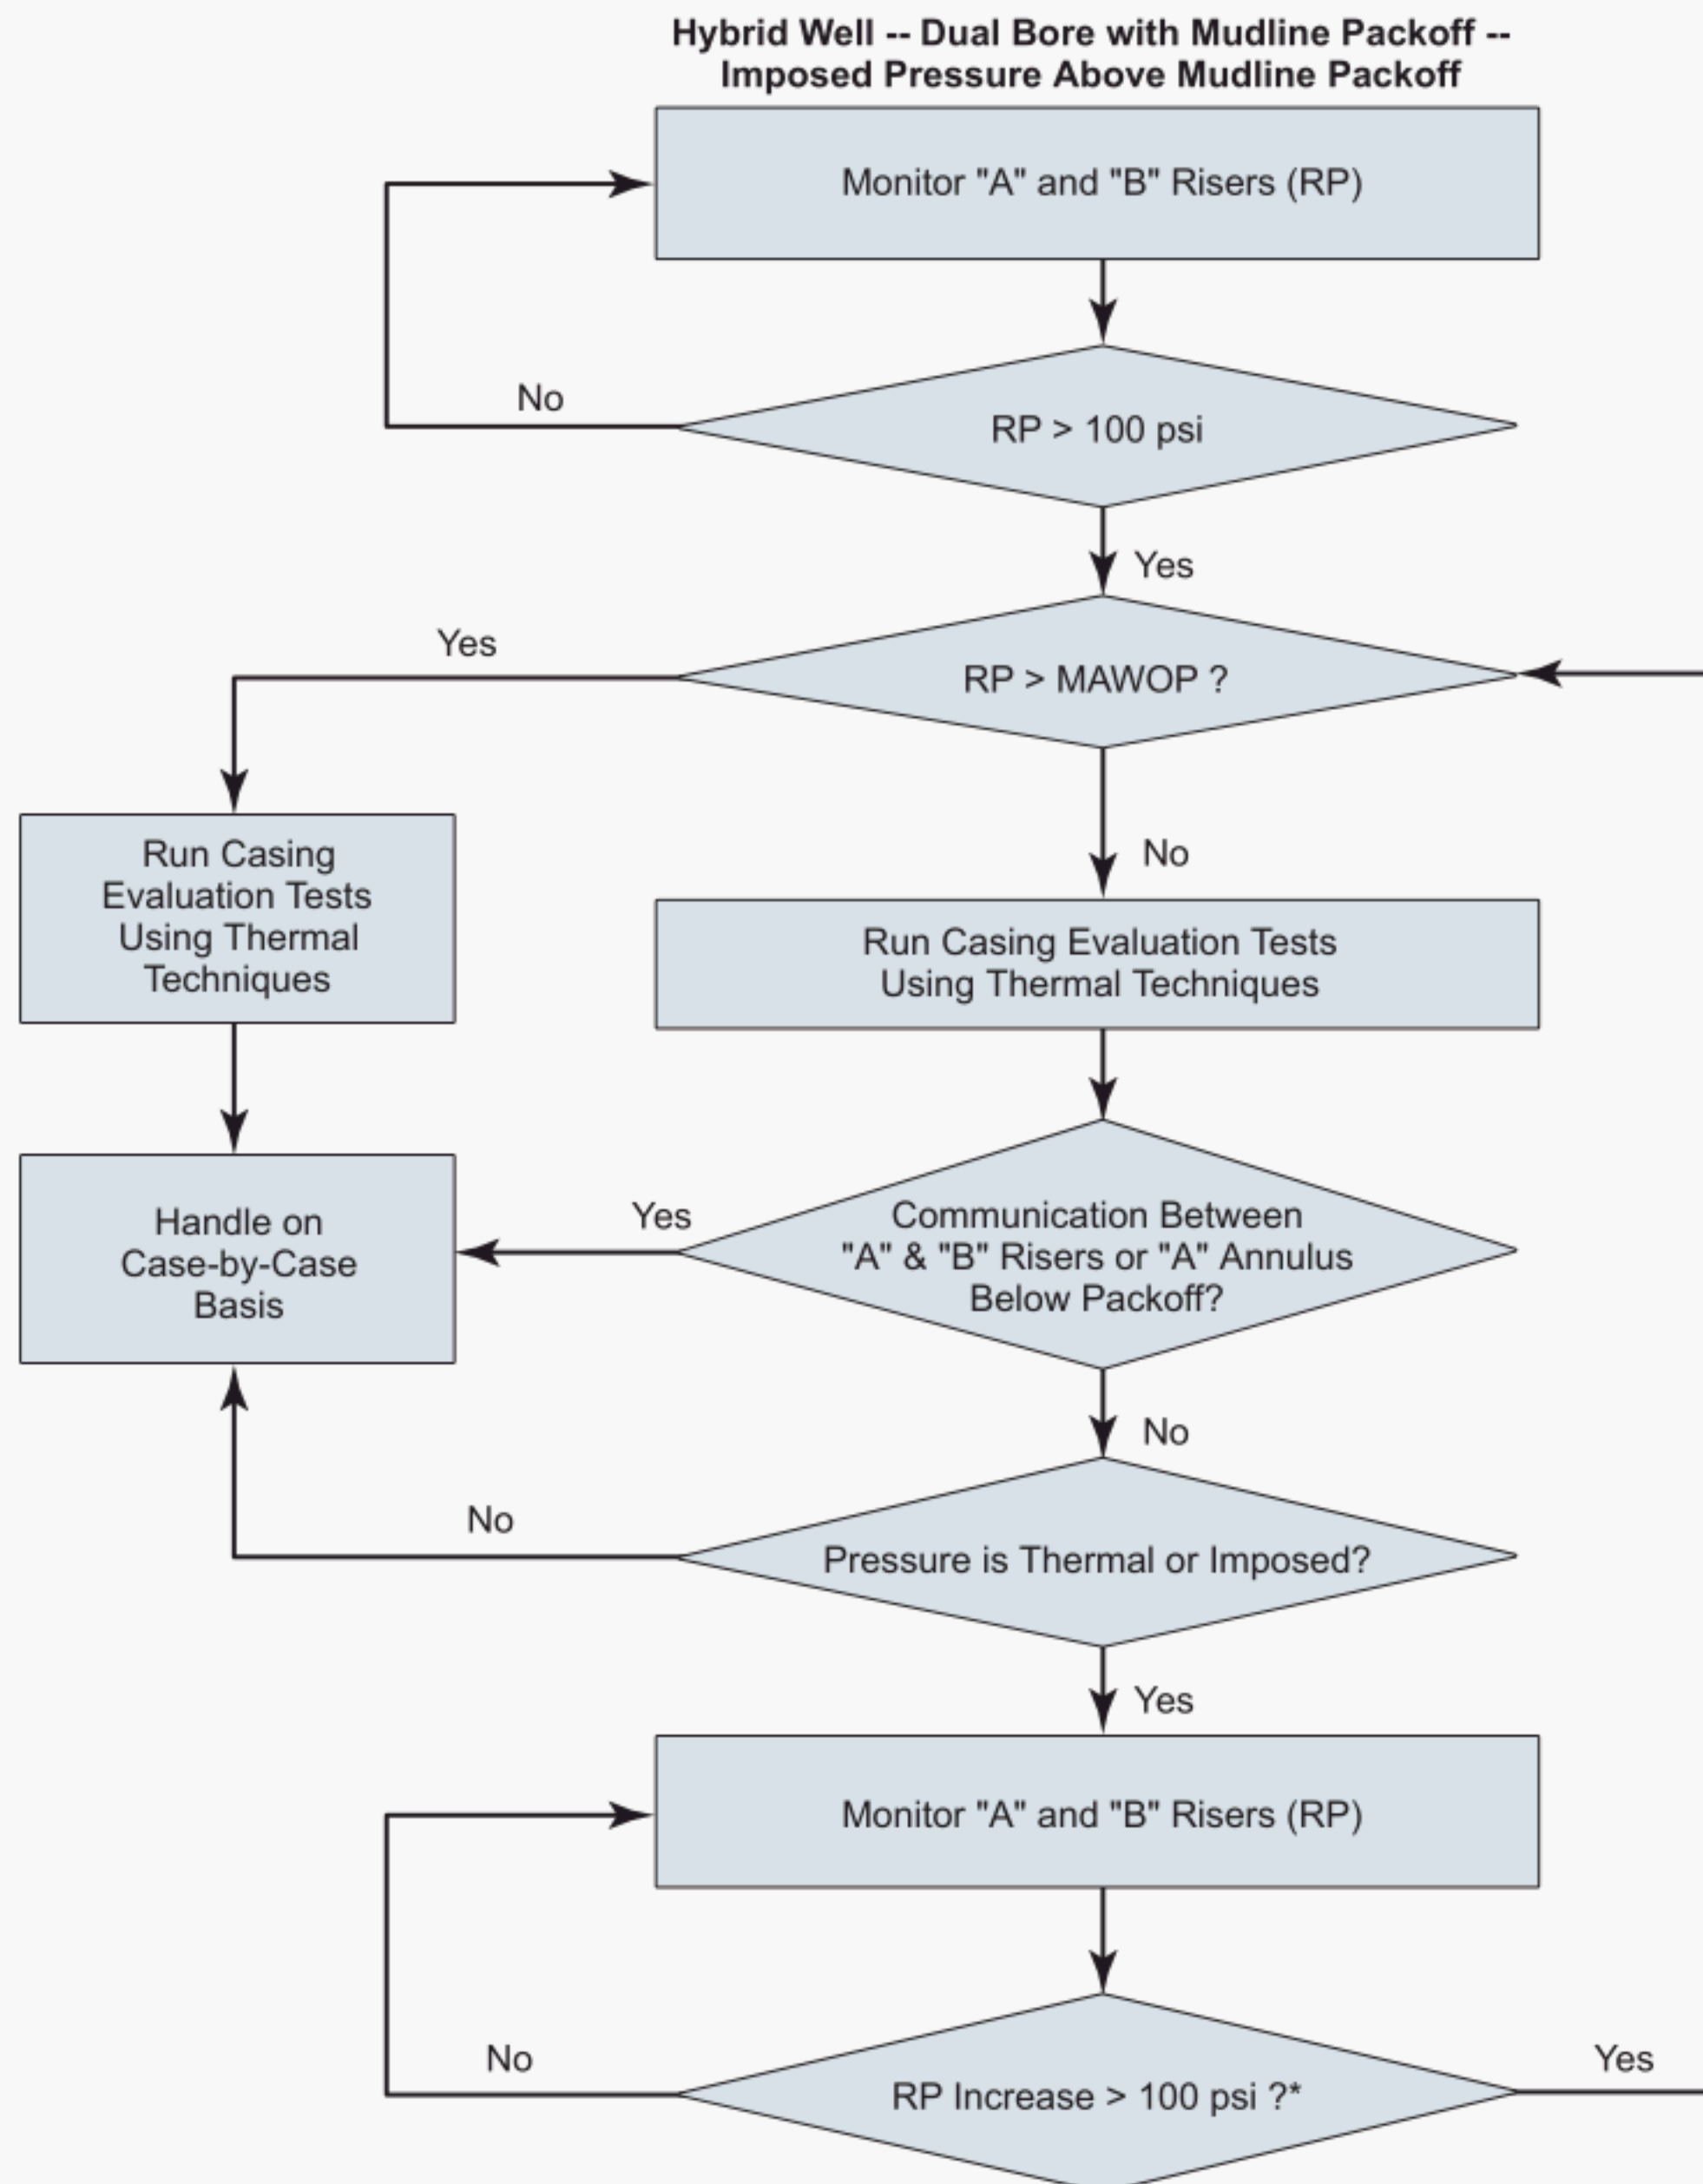 Hybrid Well -- Dual Bore with Mudline Packoff --
Imposed Pressure Above Mudline Packoff
Monitor "A" and "B" Risers (RP)
No
RP > 100 psi
Yes
Yes
RP > MAWOP ?
Run Casing
Evaluation Tests
Using Thermal
Techniques
No
Run Casing Evaluation Tests
Using Thermal Techniques
Handle on
Case-by-Case
Basis
Yes
Communication Between
"A" & "B" Risers or "A" Annulus
Below Packoff?
No
No
Pressure is Thermal or Imposed?
Yes
Monitor "A" and "B" Risers (RP)
No
RP Increase > 100 psi ?*
Yes